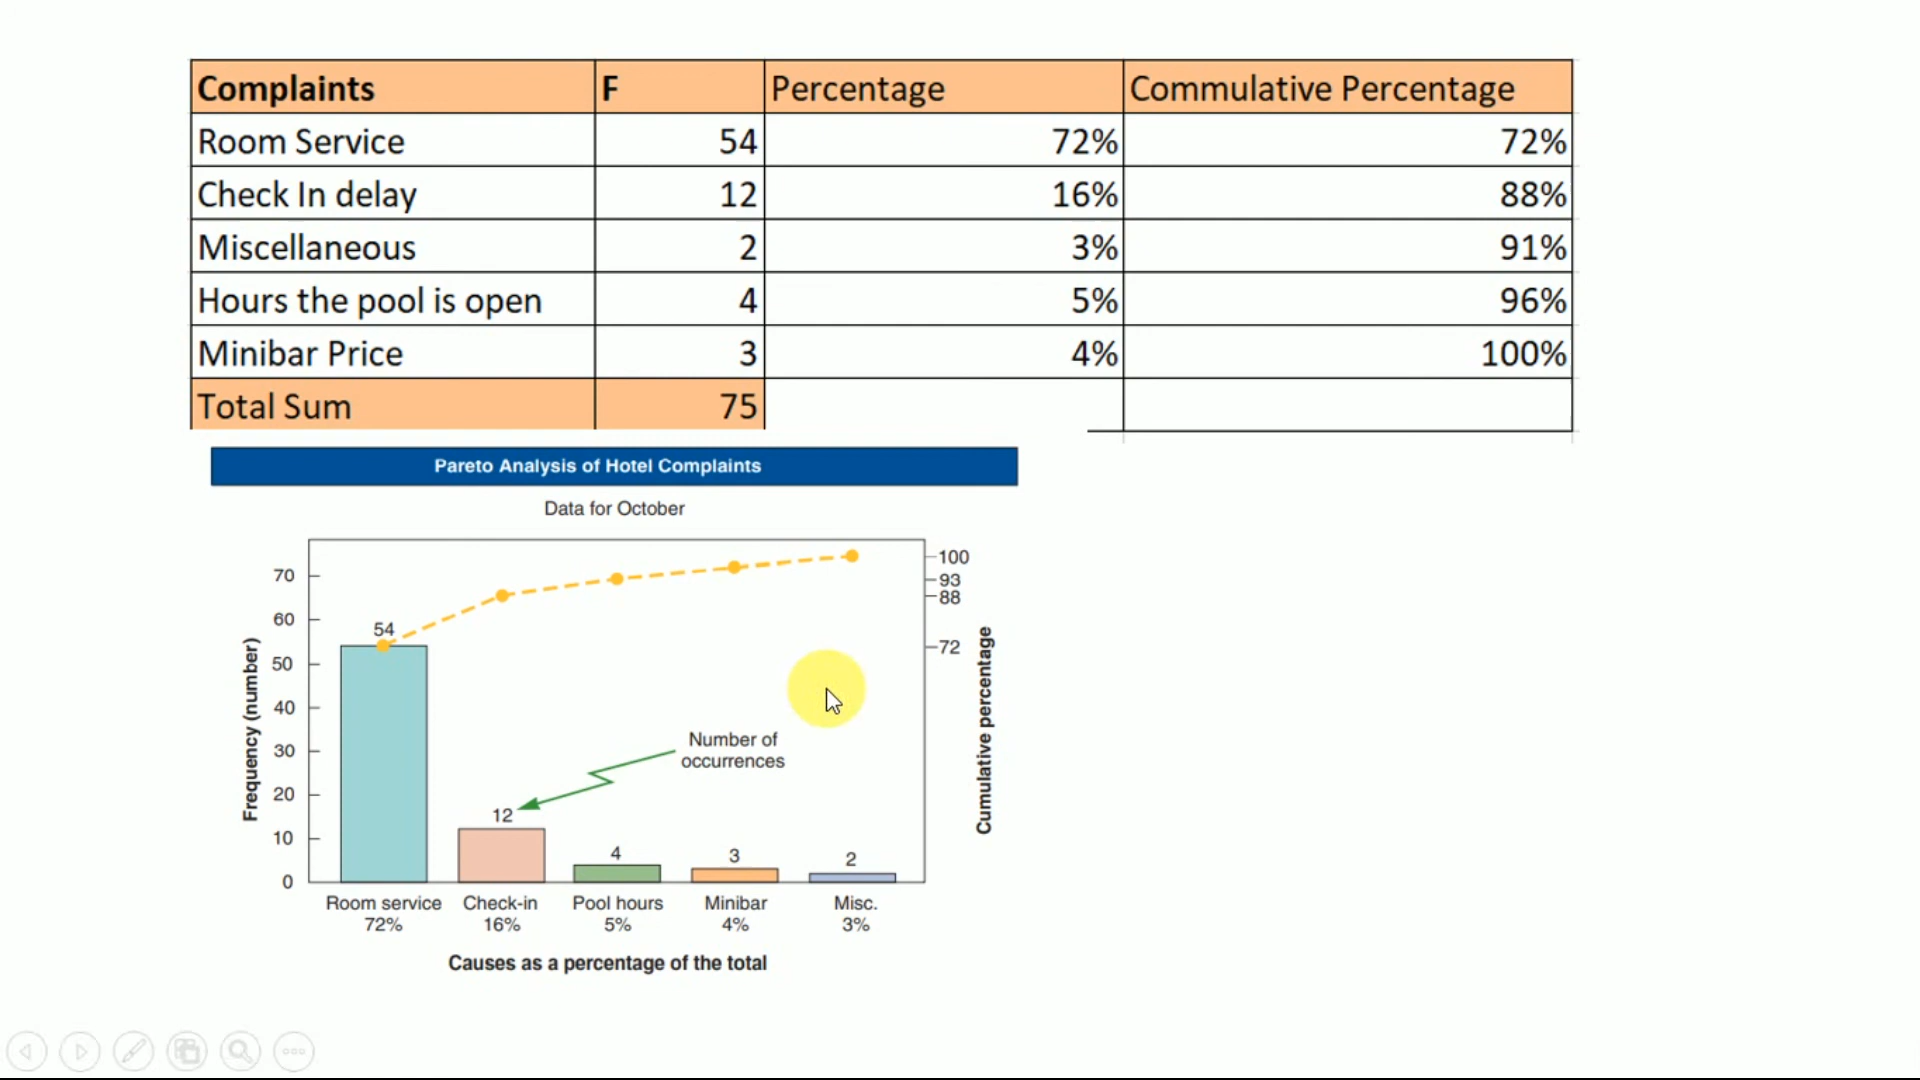 Complaints F Percentage Commulative Percentage
Room Service 54 72% 72%
Check In delay 12 16% 88%
Miscellaneous 2 3% 91%
Hours the pool is open 4 5% 96%
Minibar Price 3 4% 100%
Total Sum 75
Pareto Analysis of Hotel Complaints
Data for October
Frequency (number)
70
60
50
40
30
20
10
0
54
12
4
3
2
Number of
occurrences
100
93
88
72
Cumulative percentage
Room service Check-in Pool hours Minibar Misc.
72% 16% 5% 4% 3%
Causes as a percentage of the total